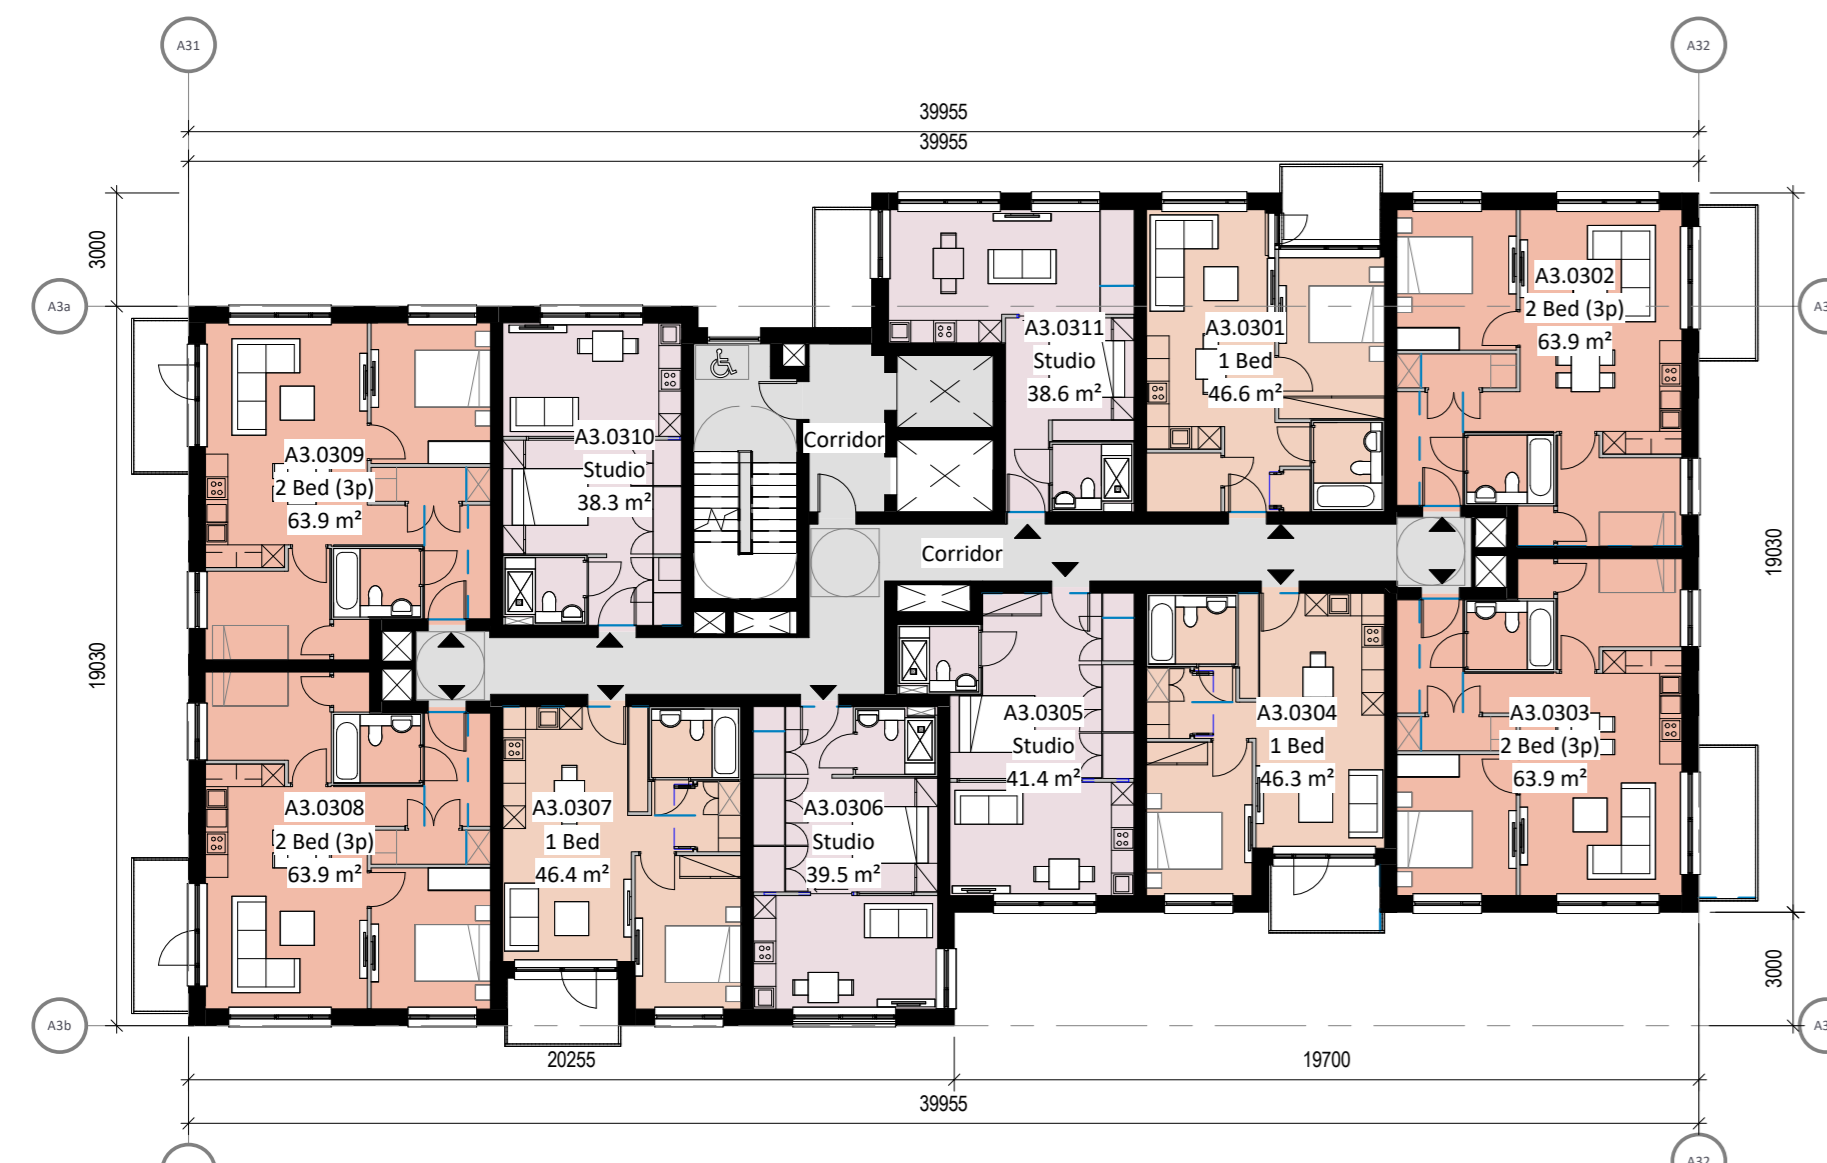 A31
A32
39955
39955
3000
A3a
A3
A3.0302
2 Bed (3p)
63.9 m²
A3.0311
Studio
38.6 m²
A3.0301
1 Bed
46.6 m²
A3.0310
Studio
38.3 m²
Corridor
A3.0309
2 Bed (3p)
63.9 m²
Corridor
19030
19030
A3.0305
Studio
41.4 m²
A3.0304
1 Bed
46.3 m²
A3.0303
2 Bed (3p)
63.9 m²
A3.0308
2 Bed (3p)
63.9 m²
A3.0307
1 Bed
46.4 m²
A3.0306
Studio
39.5 m²
3000
A3b
A3
20255
19700
39955
A32